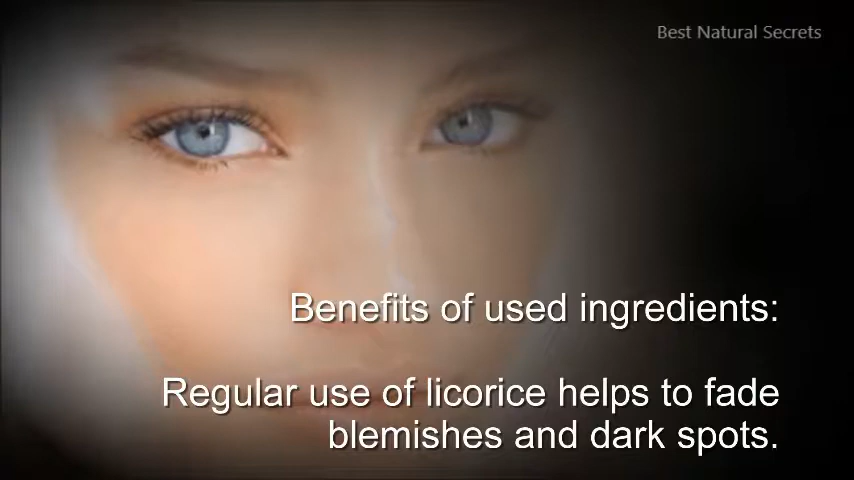 Best Natural Secrets
Benefits of used ingredients:
Regular use of licorice helps to fade
blemishes and dark spots.